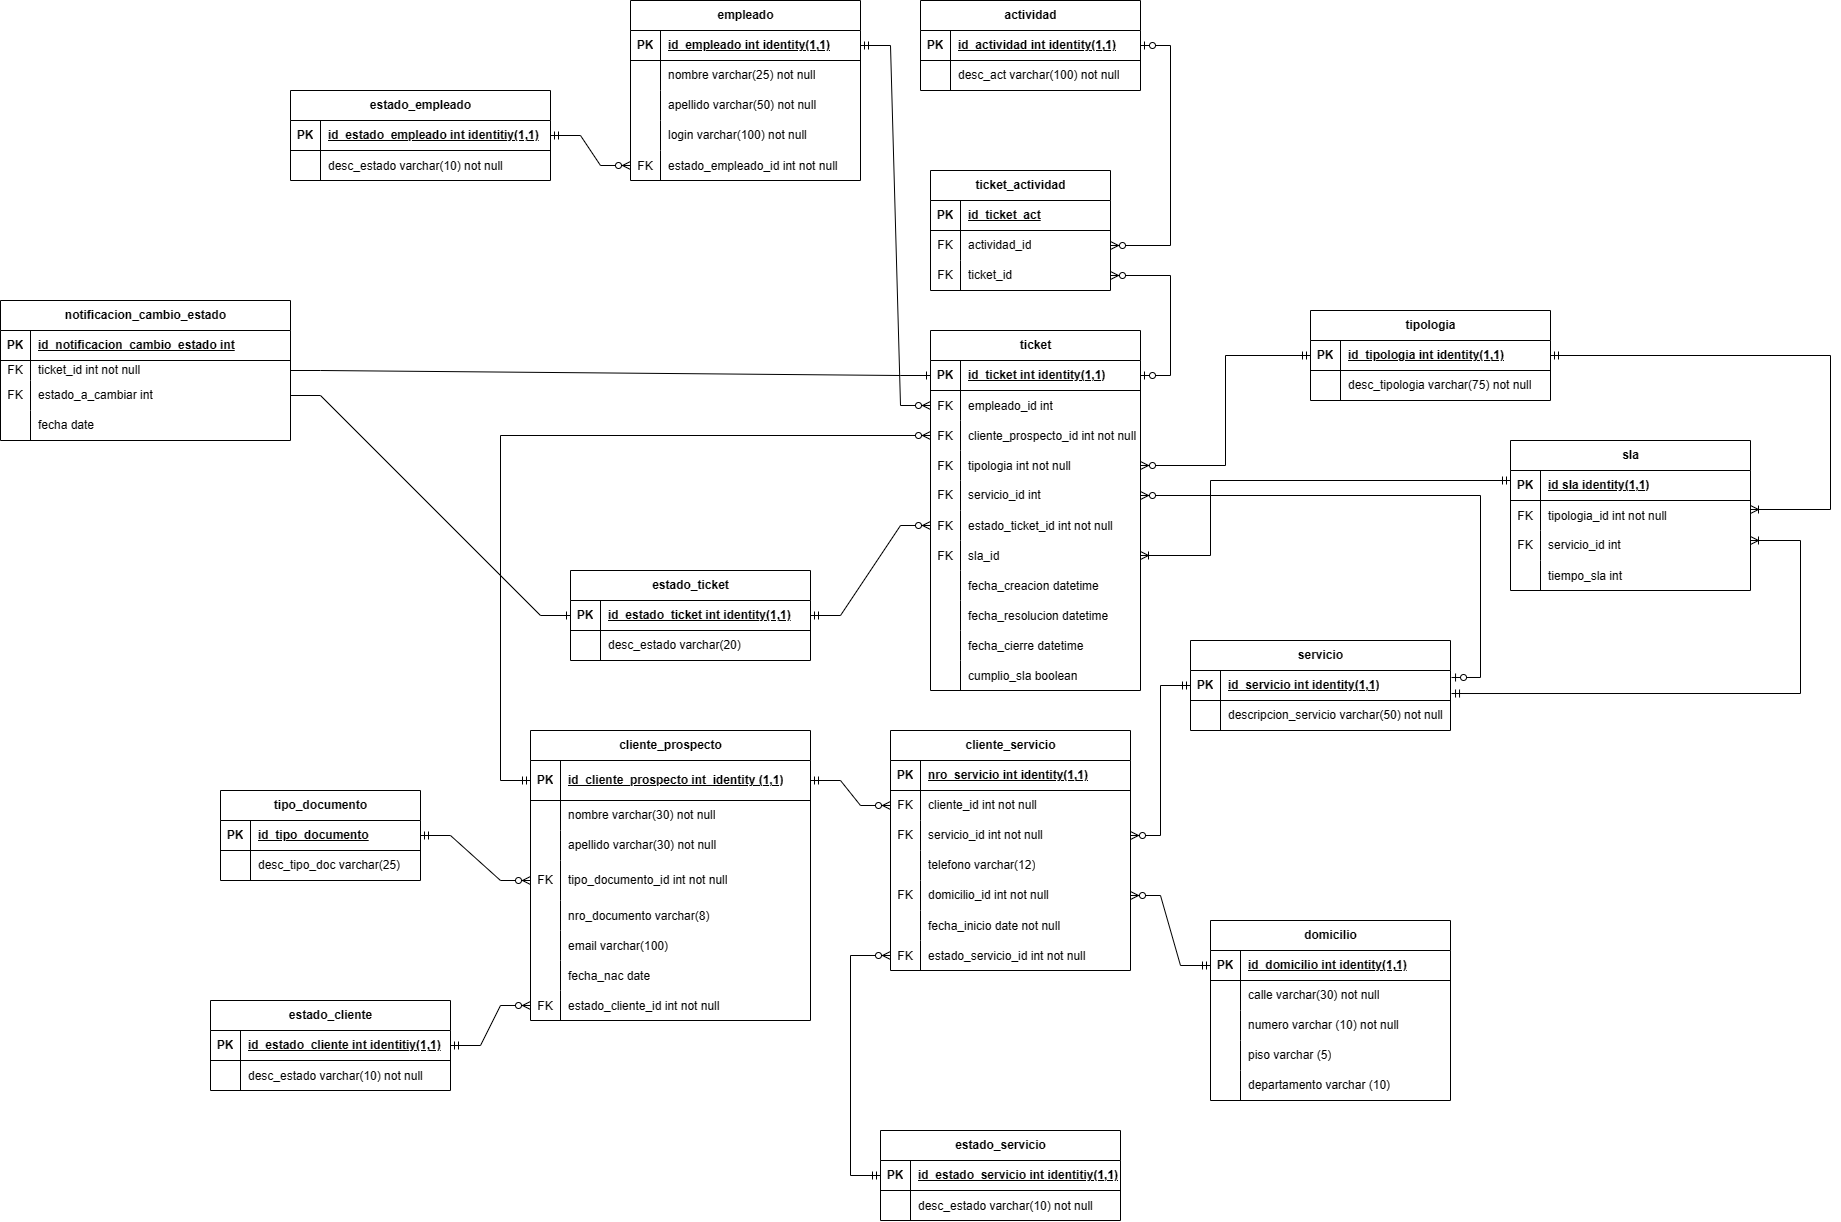 empleado
PK id_empleado int identity(1,1)
nombre varchar(25) not null
apellido varchar(50) not null
login varchar(100) not null
FK estado_empleado_id int not null
actividad
PK id_actividad int identity(1,1)
desc_act varchar(100) not null
estado_empleado
PK id_estado_empleado int identitiy(1,1)
desc_estado varchar(10) not null
ticket_actividad
PK id_ticket_act
FK actividad_id
FK ticket_id
notificacion_cambio_estado
PK id_notificacion_cambio_estado int
FK ticket_id int not null
FK estado_a_cambiar int
fecha date
ticket
PK id_ticket int identity(1,1)
FK empleado_id int
FK cliente_prospecto_id int not null
FK tipologia int not null
FK servicio_id int
FK estado_ticket_id int not null
FK sla_id
fecha_creacion datetime
fecha_resolucion datetime
fecha_cierre datetime
cumplio_sla boolean
tipologia
PK id_tipologia int identity(1,1)
desc_tipologia varchar(75) not null
sla
PK id sla identity(1,1)
FK tipologia_id int not null
FK servicio_id int
tiempo_sla int
estado_ticket
PK id_estado_ticket int identity(1,1)
desc_estado varchar(20)
servicio
PK id_servicio int identity(1,1)
descripcion_servicio varchar(50) not null
cliente_prospecto
PK id_cliente_prospecto int_identity (1,1)
nombre varchar(30) not null
apellido varchar(30) not null
FK tipo_documento_id int not null
nro_documento varchar(8)
email varchar(100)
fecha_nac date
FK estado_cliente_id int not null
cliente_servicio
PK nro_servicio int identity(1,1)
FK cliente_id int not null
FK servicio_id int not null
telefono varchar(12)
FK domicilio_id int not null
fecha_inicio date not null
FK estado_servicio_id int not null
tipo_documento
PK id_tipo_documento
desc_tipo_doc varchar(25)
domicilio
PK id_domicilio int identity(1,1)
calle varchar(30) not null
numero varchar (10) not null
piso varchar (5)
departamento varchar (10)
estado_cliente
PK id_estado_cliente int identitiy(1,1)
desc_estado varchar(10) not null
estado_servicio
PK id_estado_servicio int identitiy(1,1)
desc_estado varchar(10) not null